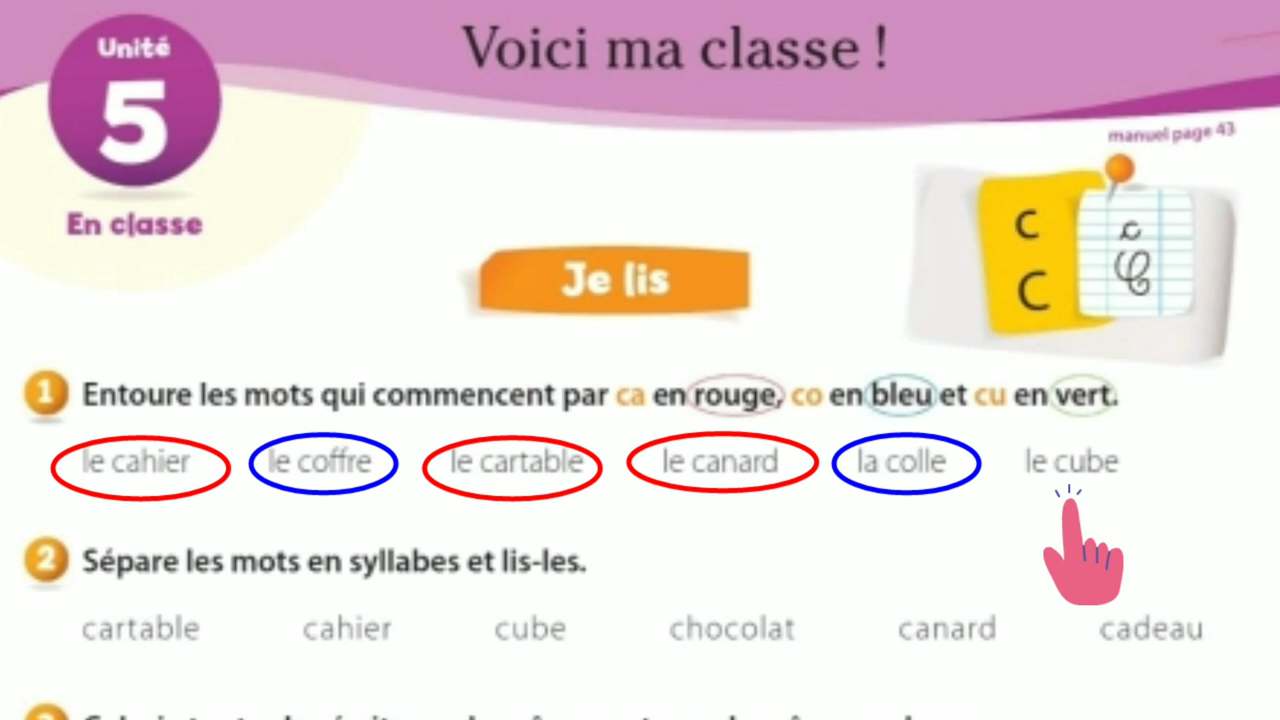 Unité
5
En classe
Voici ma classe !
manuel page 43
c c
C C
Je lis
1 Entoure les mots qui commencent par ca en rouge, co en bleu et cu en vert.
le cahier le coffre le cartable le canard la colle le cube
2 Sépare les mots en syllabes et lis-les.
cartable cahier cube chocolat canard cadeau